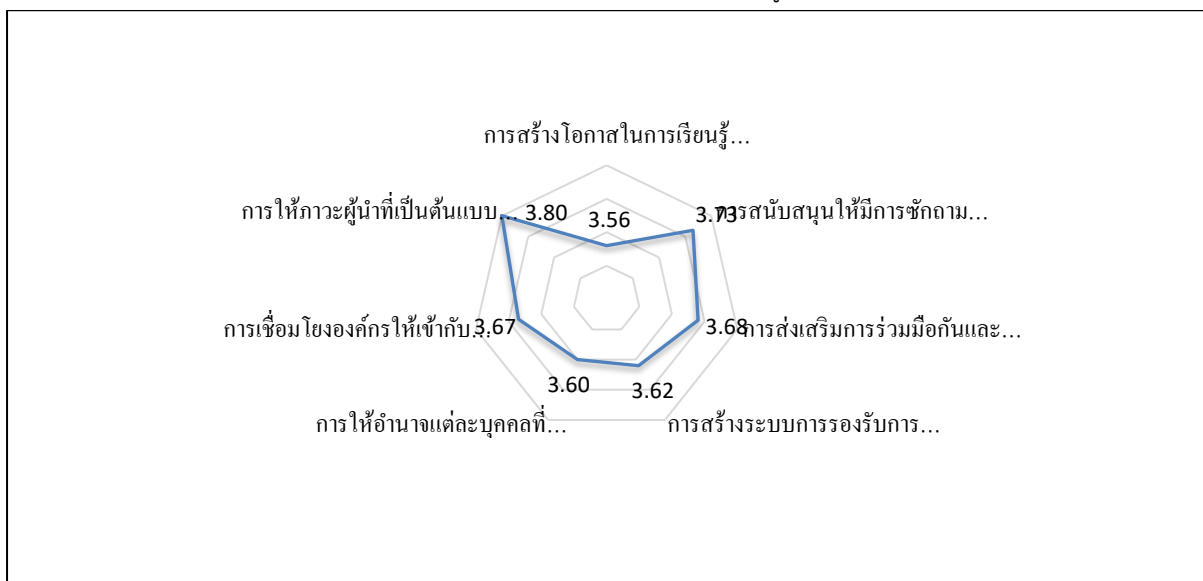 การสร้างโอกาสในการเรียนรู้...
การให้ภาวะผู้นำที่เป็นต้นแบบ... 3.80 3.56 3.73 การสนับสนุนให้มีการซักถาม...
การเชื่อมโยงองค์กรให้เข้ากับ... 3.67 3.68 การส่งเสริมการร่วมมือกันและ...
3.60 3.62
การให้อำนาจแต่ละบุคคลที่... การสร้างระบบการรองรับการ...